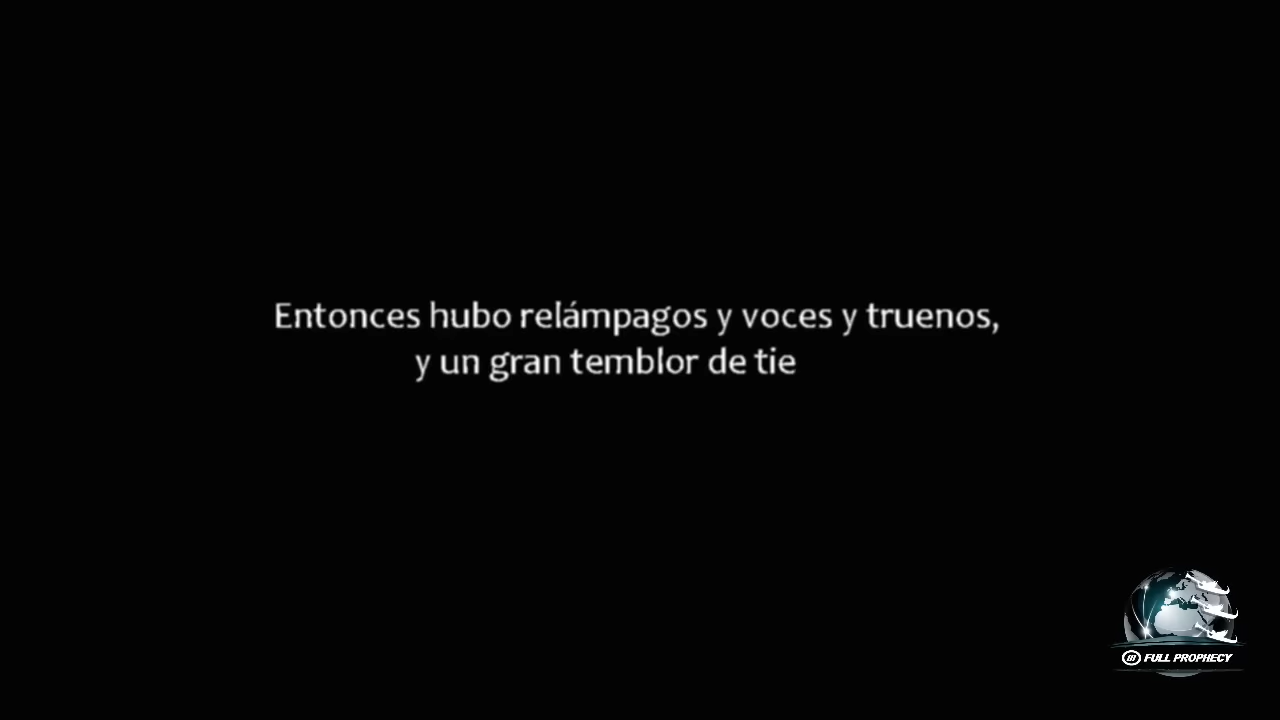 Entonces hubo relámpagos y voces y truenos,
y un gran temblor de tie
FULL PROPHECY